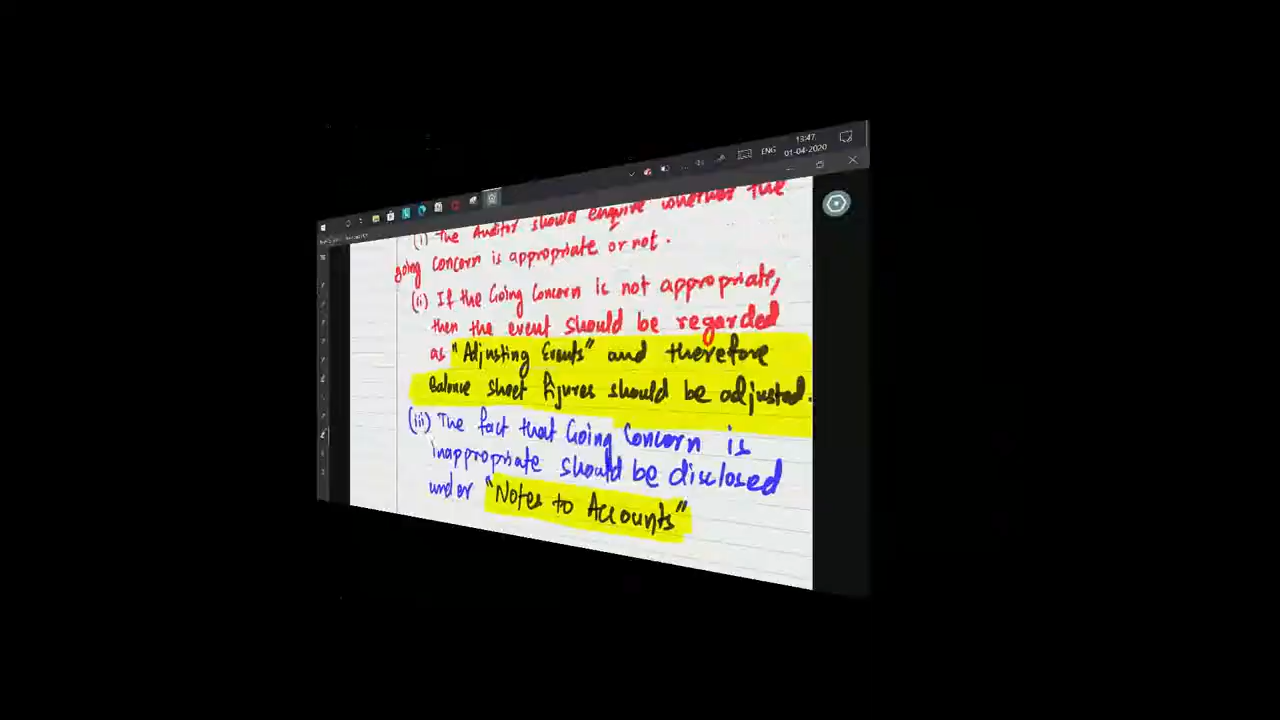 13:47
ENG 01-04-2020
(i) The Auditor should enquire whether the
going concern is appropriate or not.
(ii) If the Going Concern is not appropriate,
then the event should be regarded
as "Adjusting Events" and therefore
Balance sheet figures should be adjusted.
(iii) The fact that Going Concern is
inappropriate should be disclosed
under "Notes to Accounts"